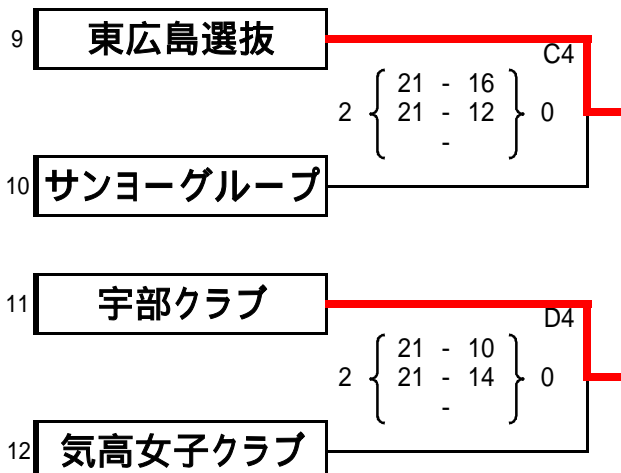 9 東広島選抜
C4
21 - 16
2 21 - 12 0
-
10 サンヨーグループ
11 宇部クラブ
D4
21 - 10
2 21 - 14 0
-
12 気高女子クラブ